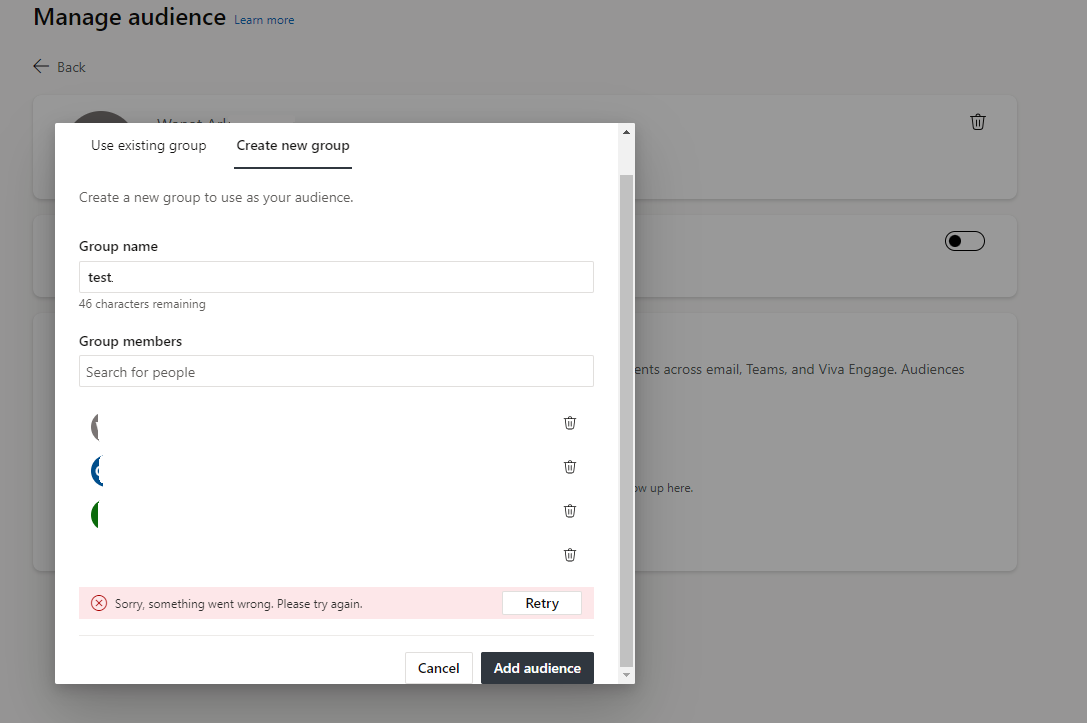 Manage audience Learn more
Back
Use existing group Create new group
Create a new group to use as your audience.
Group name
test.
46 characters remaining
Group members
Search for people
ents across email, Teams, and Viva Engage. Audiences
ow up here.
Sorry, something went wrong. Please try again. Retry
Cancel Add audience